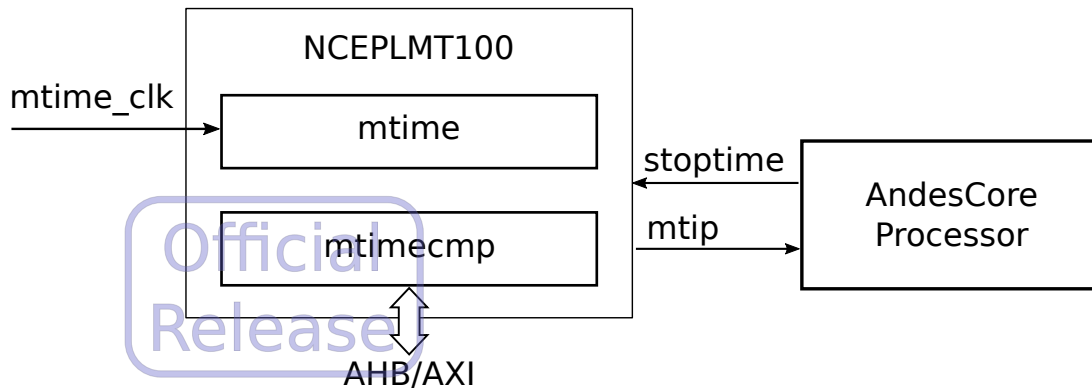 NCEPLMT100
mtime_clk
mtime
stoptime
AndesCore
Processor
mtimecmp
mtip
Official
Release
AHB/AXI